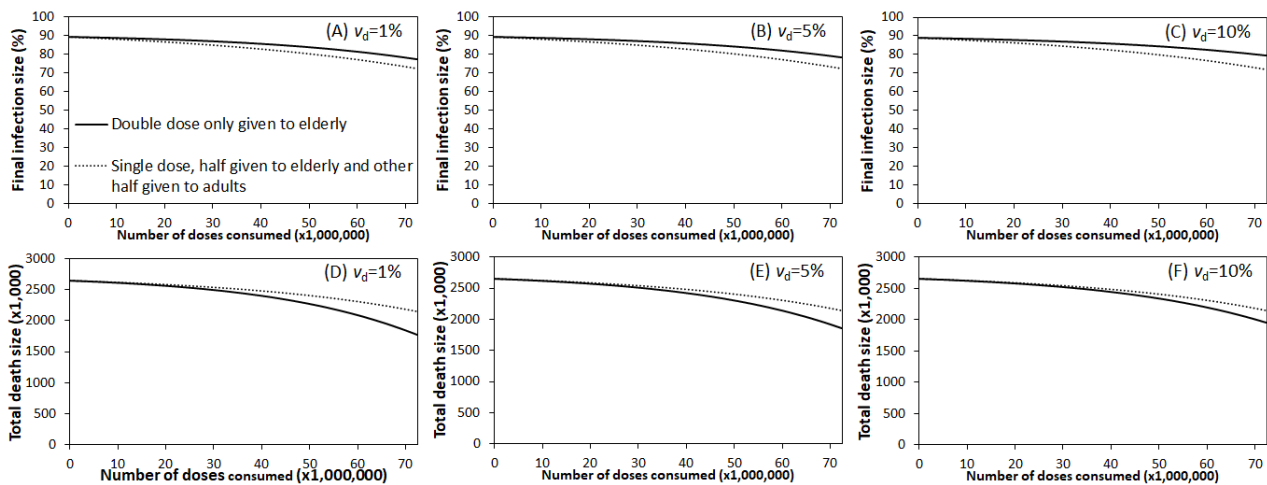 (A) vd=1%
Final infection size (%)
100
90
80
70
60
50
40
30
20
10
0
Double dose only given to elderly
Single dose, half given to elderly and other
half given to adults
0 10 20 30 40 50 60 70
Number of doses consumed (x1,000,000)
(B) vd=5%
Final infection size (%)
100
90
80
70
60
50
40
30
20
10
0
0 10 20 30 40 50 60 70
Number of doses consumed (x1,000,000)
(C) vd=10%
Final infection size (%)
100
90
80
70
60
50
40
30
20
10
0
0 10 20 30 40 50 60 70
Number of doses consumed (x1,000,000)
(D) vd=1%
Total death size (x1,000)
3000
2500
2000
1500
1000
500
0
0 10 20 30 40 50 60 70
Number of doses consumed (x1,000,000)
(E) vd=5%
Total death size (x1,000)
3000
2500
2000
1500
1000
500
0
0 10 20 30 40 50 60 70
Number of doses consumed (x1,000,000)
(F) vd=10%
Total death size (x1,000)
3000
2500
2000
1500
1000
500
0
0 10 20 30 40 50 60 70
Number of doses consumed (x1,000,000)